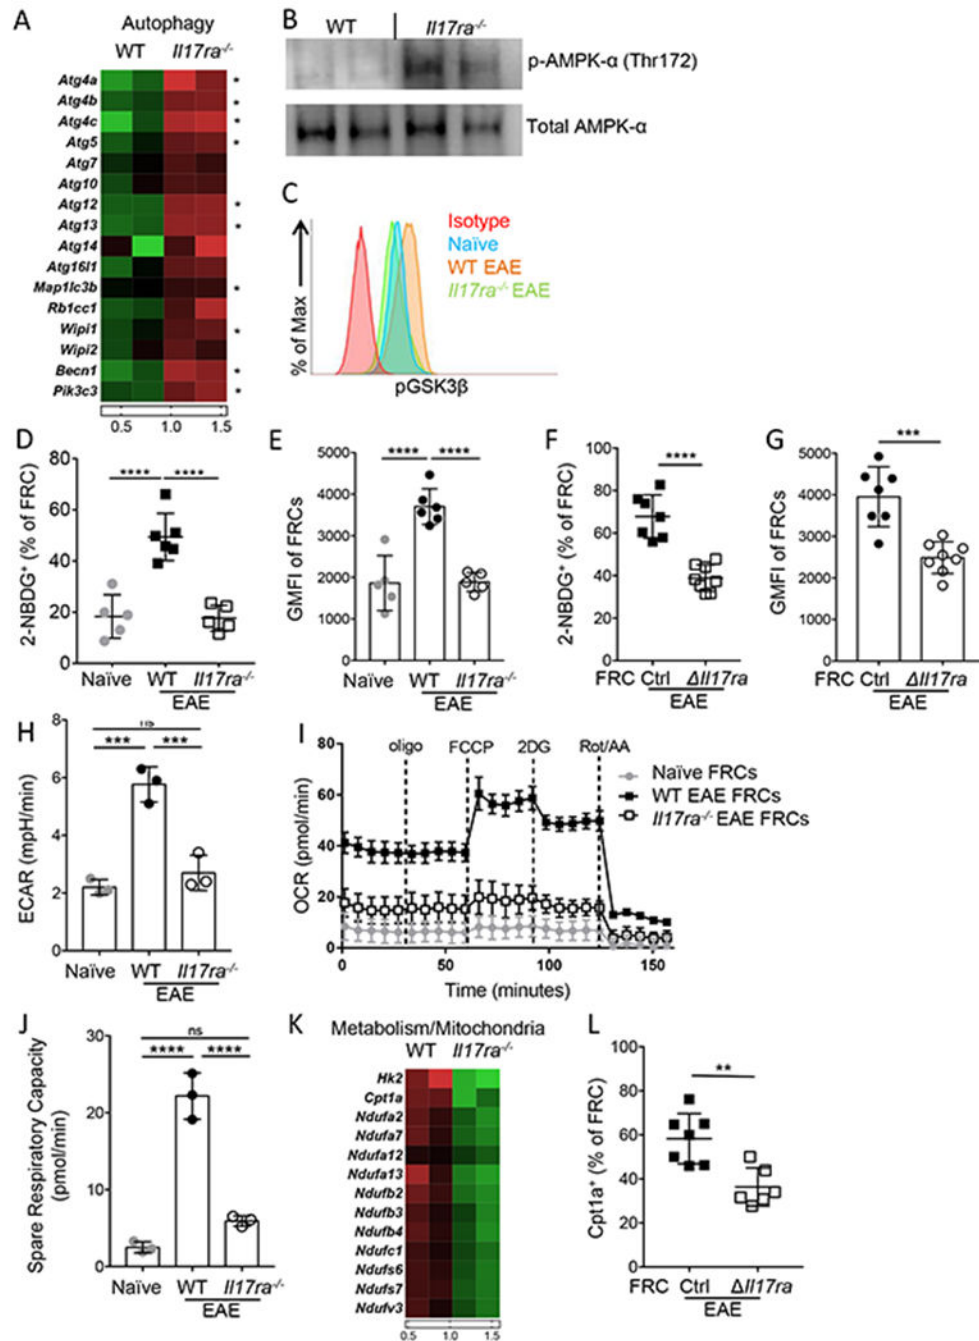 A
Autophagy
WT Il17ra-/-
Atg4a *
Atg4b *
Atg4c *
Atg5 *
Atg7
Atg10
Atg12 *
Atg13 *
Atg14
Atg16l1
Map1lc3b *
Rb1cc1
Wipi1 *
Wipi2
Becn1 *
Pik3c3 *
0.5 1.0 1.5
B
WT Il17ra-/-
p-AMPK-α (Thr172)
Total AMPK-α
C
Isotype
Naïve
WT EAE
Il17ra-/- EAE
% of Max
pGSK3β
D
2-NBDG+ (% of FRC)
80
60
40
20
0
**** ****
Naïve WT Il17ra-/-
EAE
E
GMFI of FRCs
5000
4000
3000
2000
1000
0
**** ****
Naïve WT Il17ra-/-
EAE
F
2-NBDG+ (% of FRC)
100
80
60
40
20
0
****
FRC Ctrl ΔIl17ra
EAE
G
GMFI of FRCs
5000
4000
3000
2000
1000
0
***
FRC Ctrl ΔIl17ra
EAE
H
ECAR (mpH/min)
8
6
4
2
0
ns
*** ***
Naïve WT Il17ra-/-
EAE
I
OCR (pmol/min)
80
60
40
20
0
oligo FCCP 2DG Rot/AA
Naïve FRCs
WT EAE FRCs
Il17ra-/- EAE FRCs
0 50 100 150
Time (minutes)
J
Spare Respiratory Capacity
(pmol/min)
30
20
10
0
ns
**** ****
Naïve WT Il17ra-/-
EAE
K
Metabolism/Mitochondria
WT Il17ra-/-
Hk2
Cpt1a
Ndufa2
Ndufa7
Ndufa12
Ndufa13
Ndufb2
Ndufb3
Ndufb4
Ndufc1
Ndufs6
Ndufs7
Ndufv3
0.5 1.0 1.5
L
Cpt1a+ (% of FRC)
100
80
60
40
20
0
**
FRC Ctrl ΔIl17ra
EAE